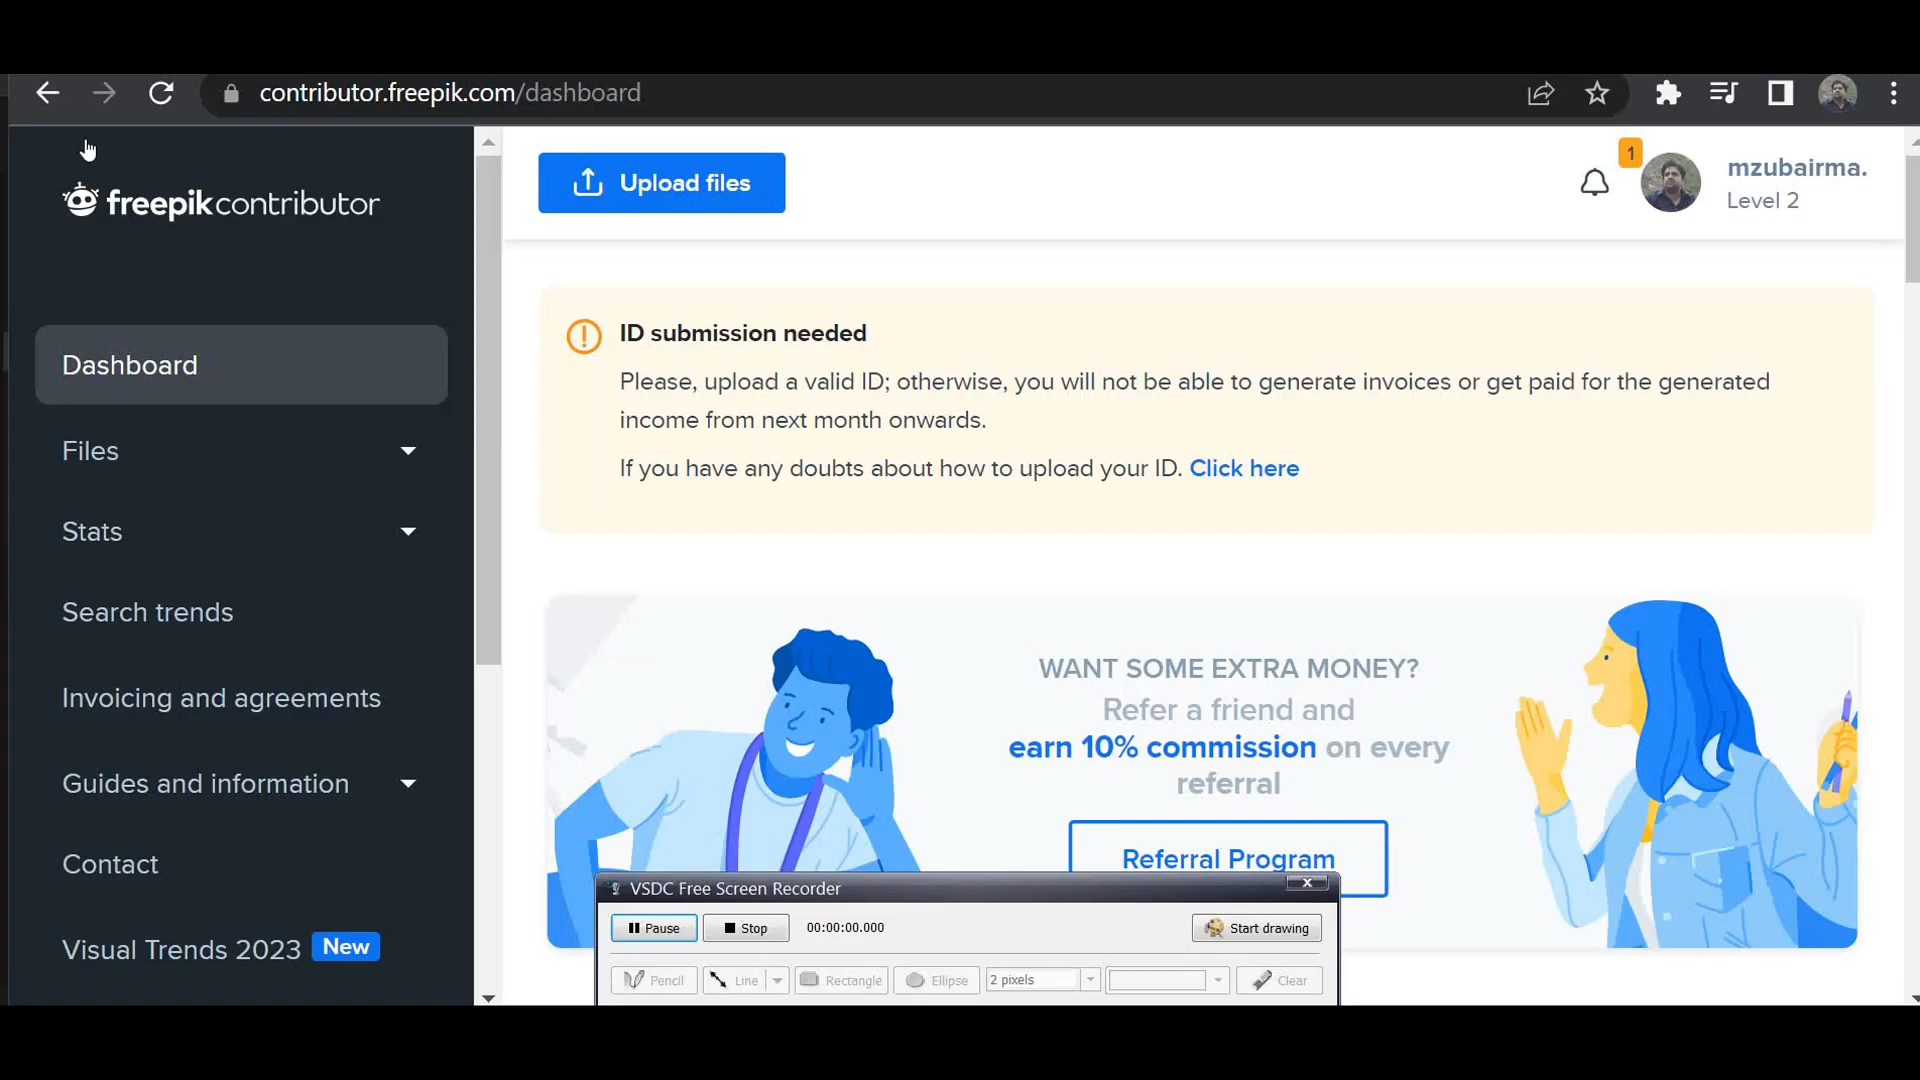 contributor.freepik.com/dashboard
freepikcontributor
Upload files
1
mzubairma.
Level 2
Dashboard
Files
Stats
Search trends
Invoicing and agreements
Guides and information
Contact
Visual Trends 2023 New
ID submission needed
Please, upload a valid ID; otherwise, you will not be able to generate invoices or get paid for the generated
income from next month onwards.
If you have any doubts about how to upload your ID. Click here
WANT SOME EXTRA MONEY?
Refer a friend and
earn 10% commission on every
referral
Referral Program
VSDC Free Screen Recorder
Pause Stop 00:00:00.000 Start drawing
Pencil Line Rectangle Ellipse 2 pixels Clear